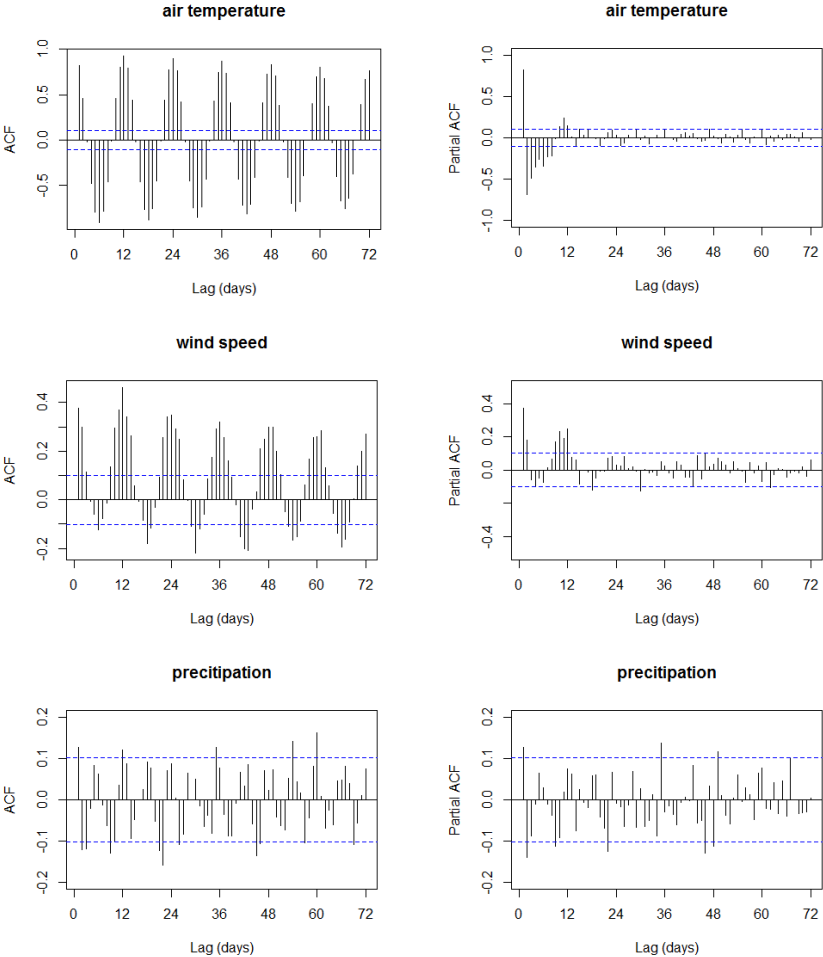 air temperature
ACF
1.0
0.5
0.0
-0.5
0 12 24 36 48 60 72
Lag (days)
air temperature
Partial ACF
1.0
0.5
0.0
-0.5
-1.0
0 12 24 36 48 60 72
Lag (days)
wind speed
ACF
0.4
0.2
0.0
-0.2
0 12 24 36 48 60 72
Lag (days)
wind speed
Partial ACF
0.4
0.2
0.0
-0.4
0 12 24 36 48 60 72
Lag (days)
precitipation
ACF
0.2
0.1
0.0
-0.1
-0.2
0 12 24 36 48 60 72
Lag (days)
precitipation
Partial ACF
0.2
0.1
0.0
-0.1
-0.2
0 12 24 36 48 60 72
Lag (days)